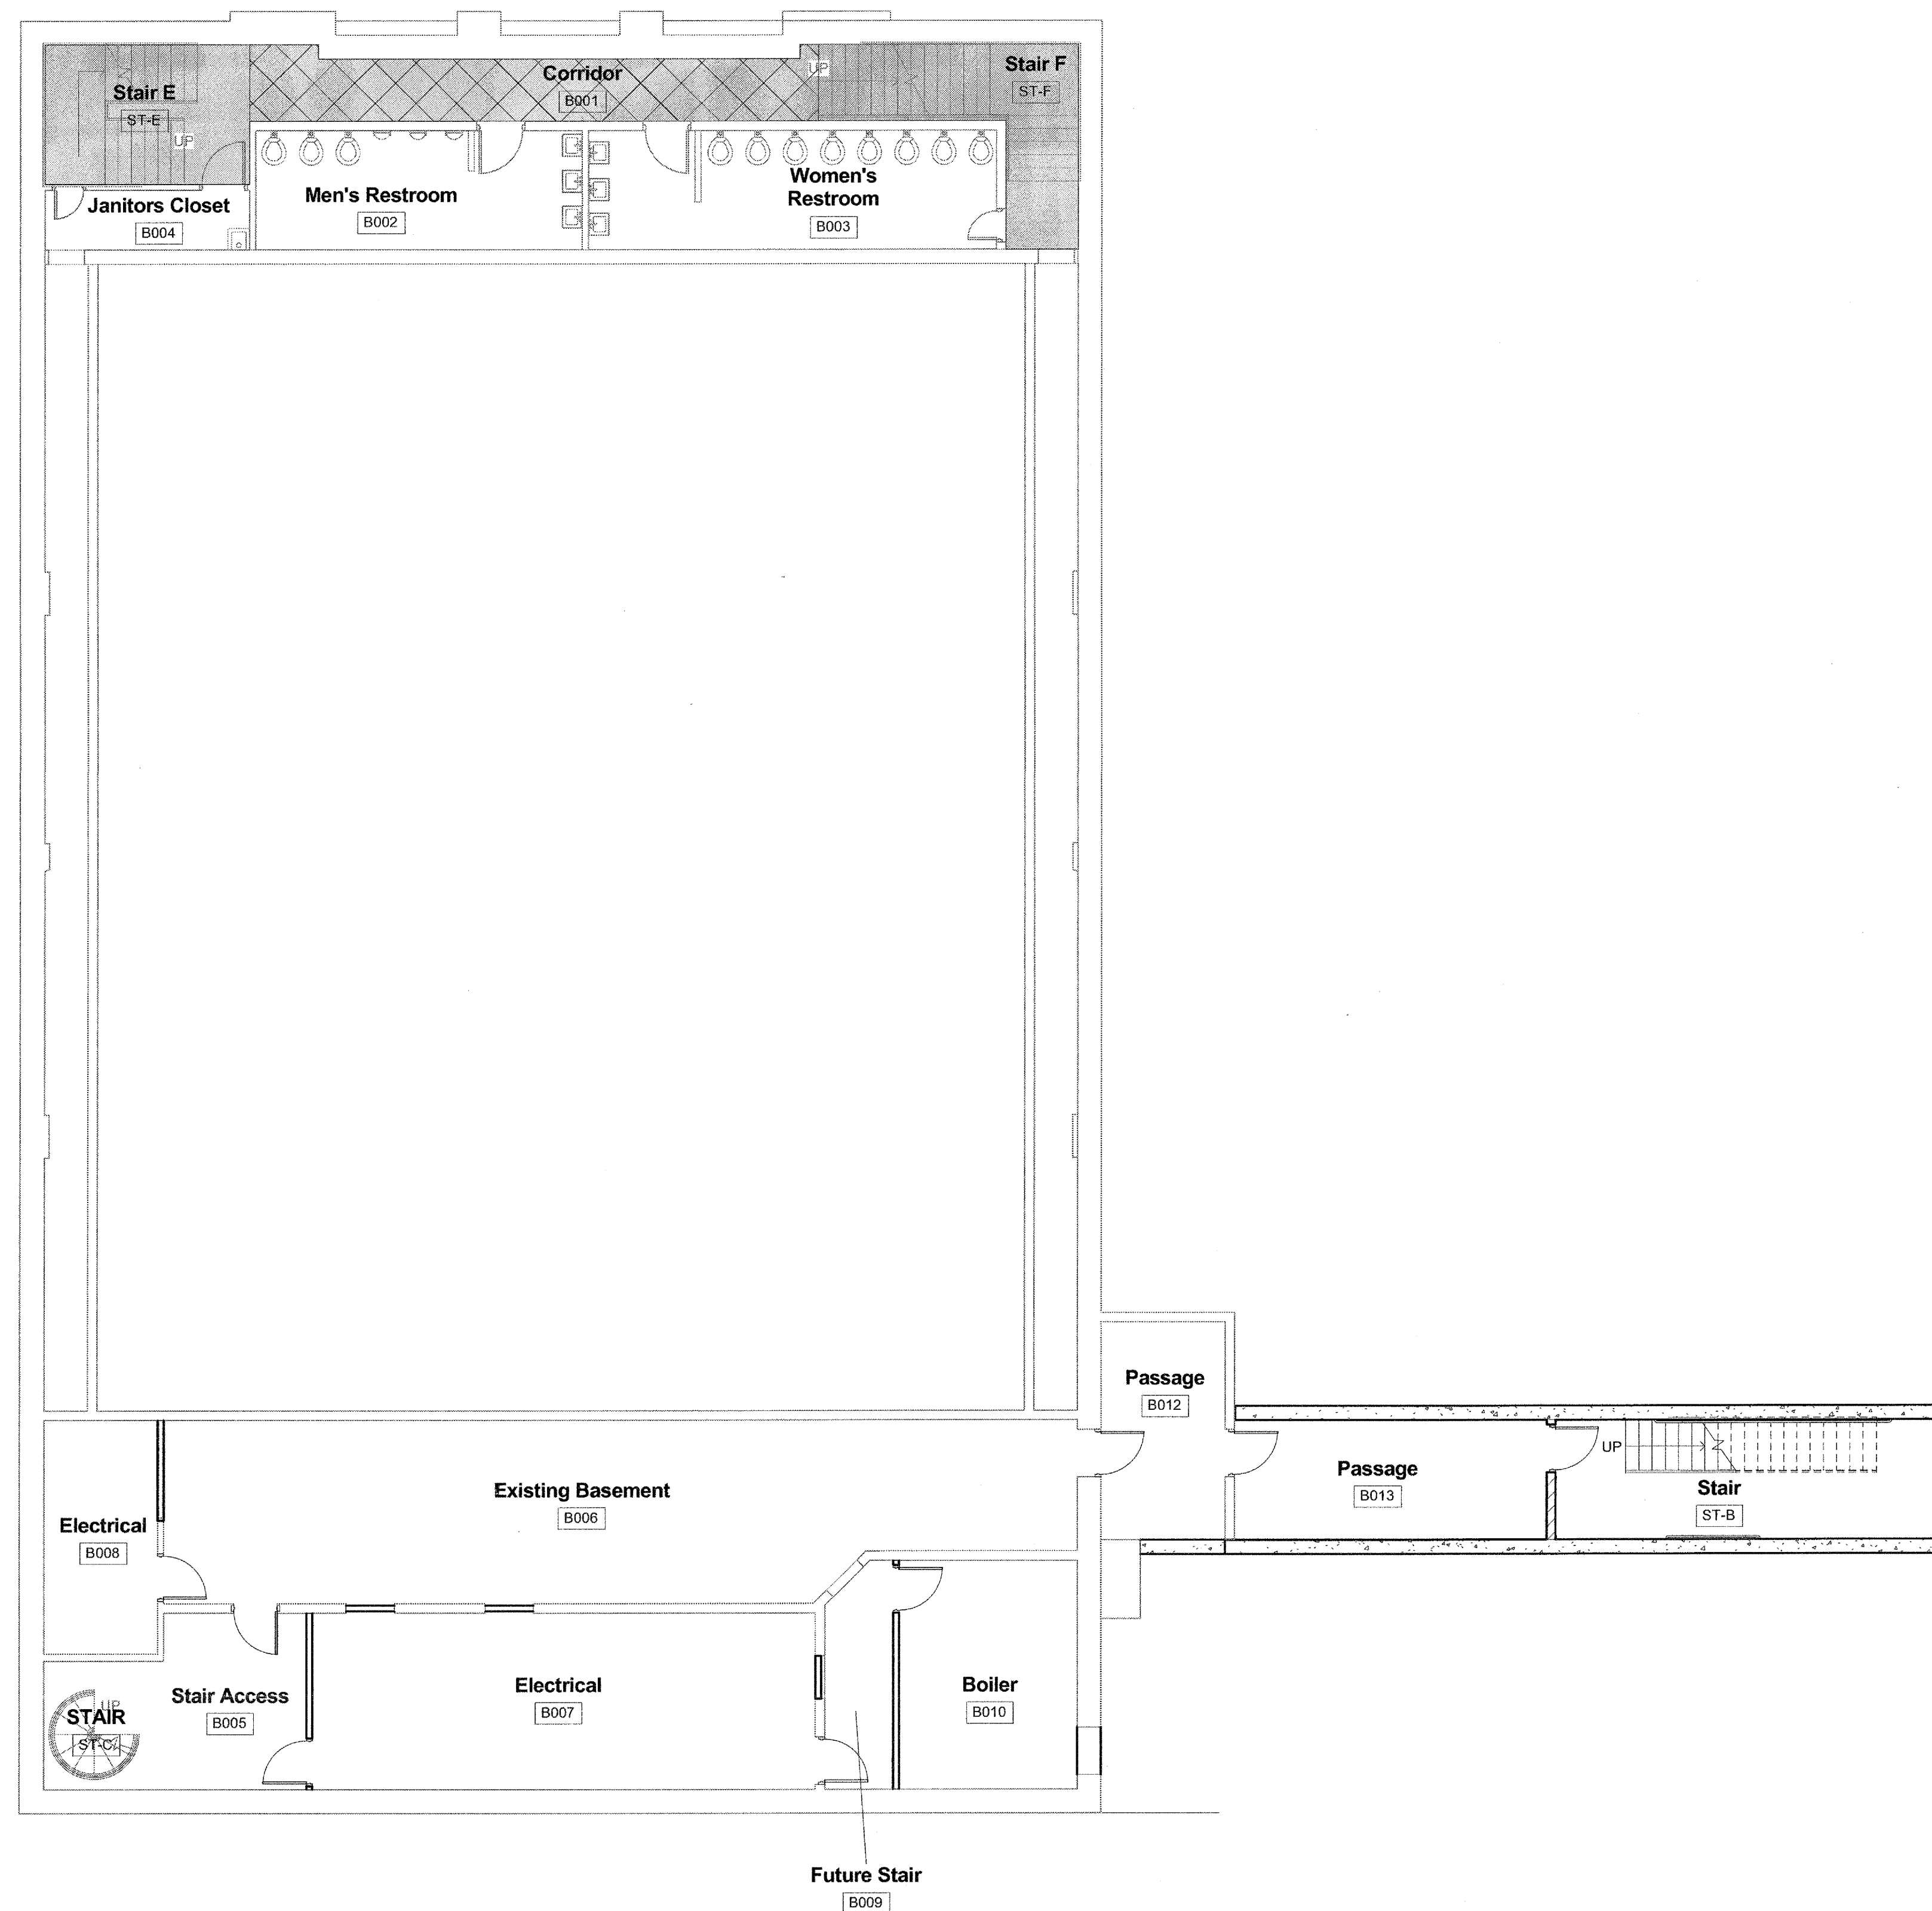 Stair E
ST-E
UP
Corridor
B001
UP
Stair F
ST-F
Janitors Closet
B004
Men's Restroom
B002
Women's
Restroom
B003
Passage
B012
Passage
B013
UP
Stair
ST-B
Existing Basement
B006
Electrical
B008
Stair Access
B005
UP
STAIR
ST-C
Electrical
B007
Boiler
B010
Future Stair
B009